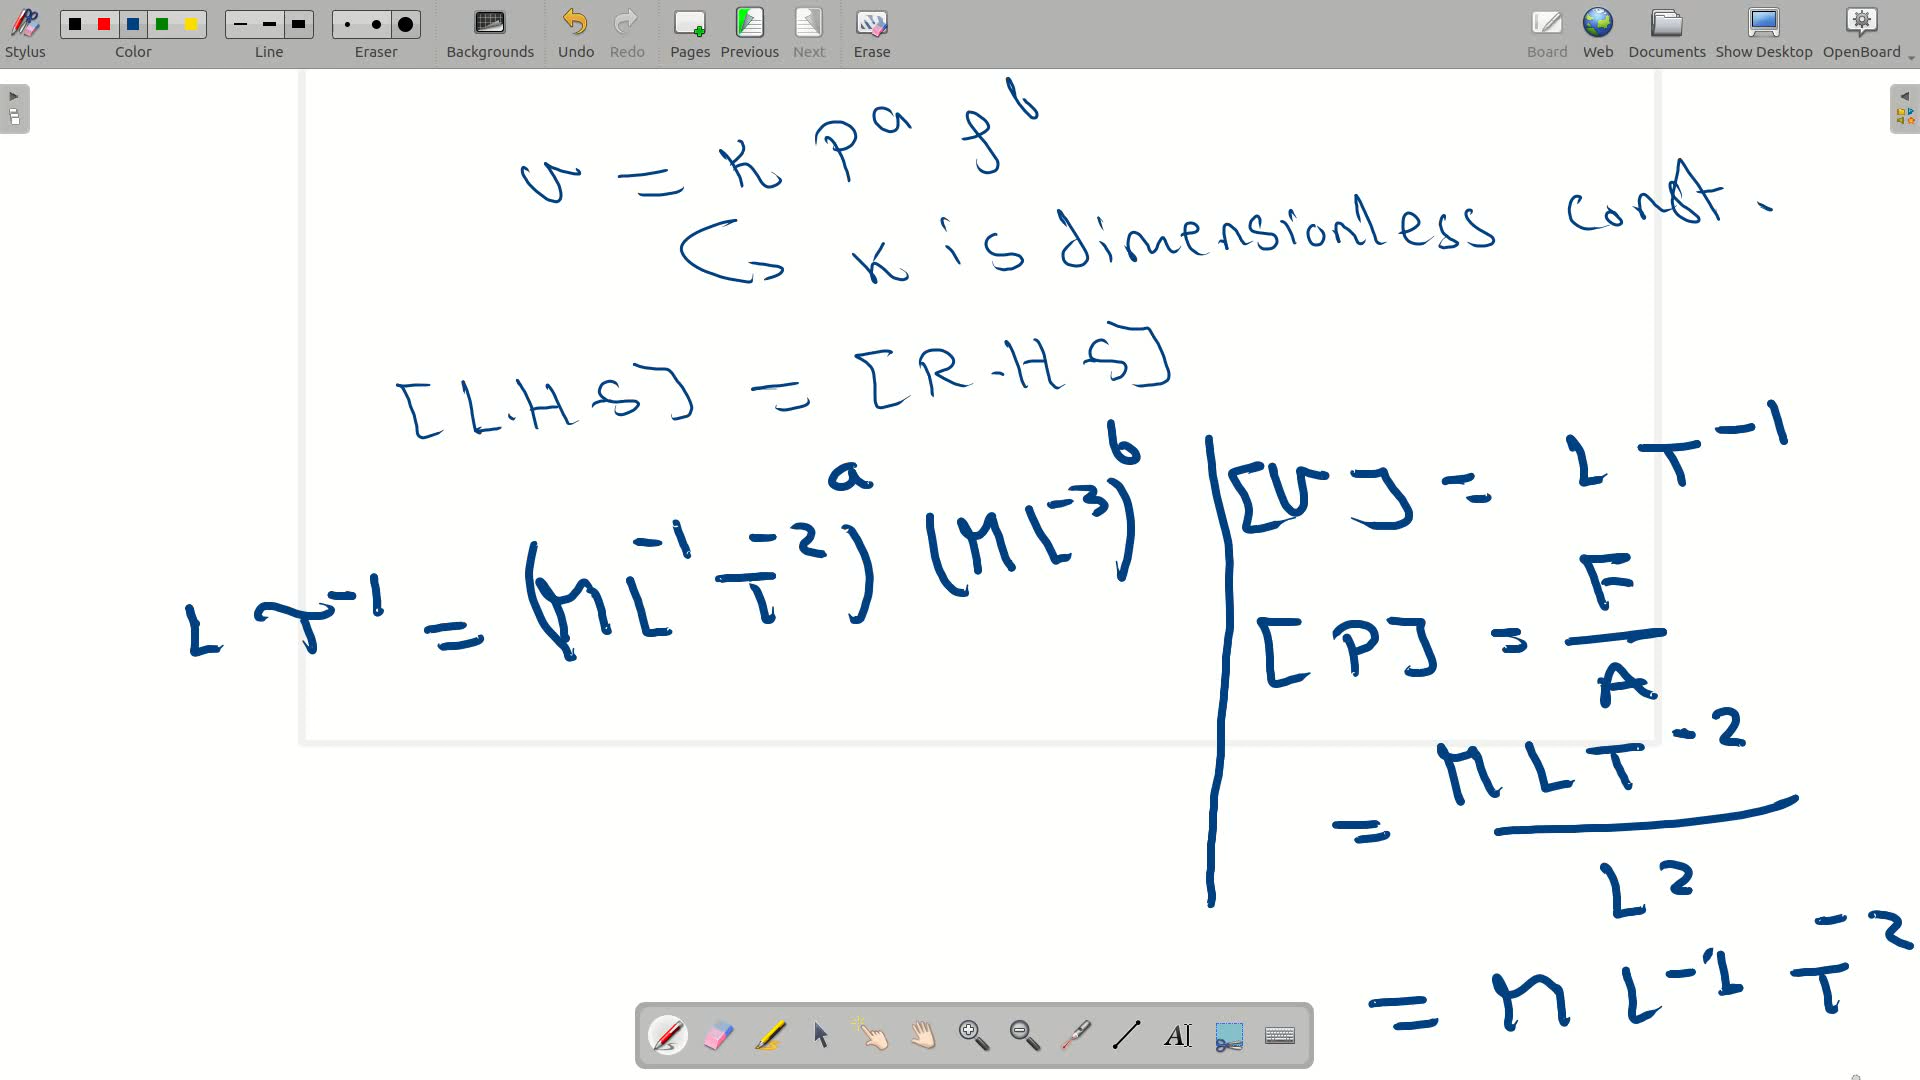 Stylus Color Line Eraser Backgrounds Undo Redo Pages Previous Next Erase Board Web Documents Show Desktop OpenBoard
v = K P^a ρ^b
K is dimensionless const.
[L.H.S] = [R.H.S]
L T^-1 = (M L^-1 T^-2)^a (M L^-3)^b
[V] = L T^-1
[P] = F/A
= M L T^-2 / L^2
= M L^-1 T^-2
AI